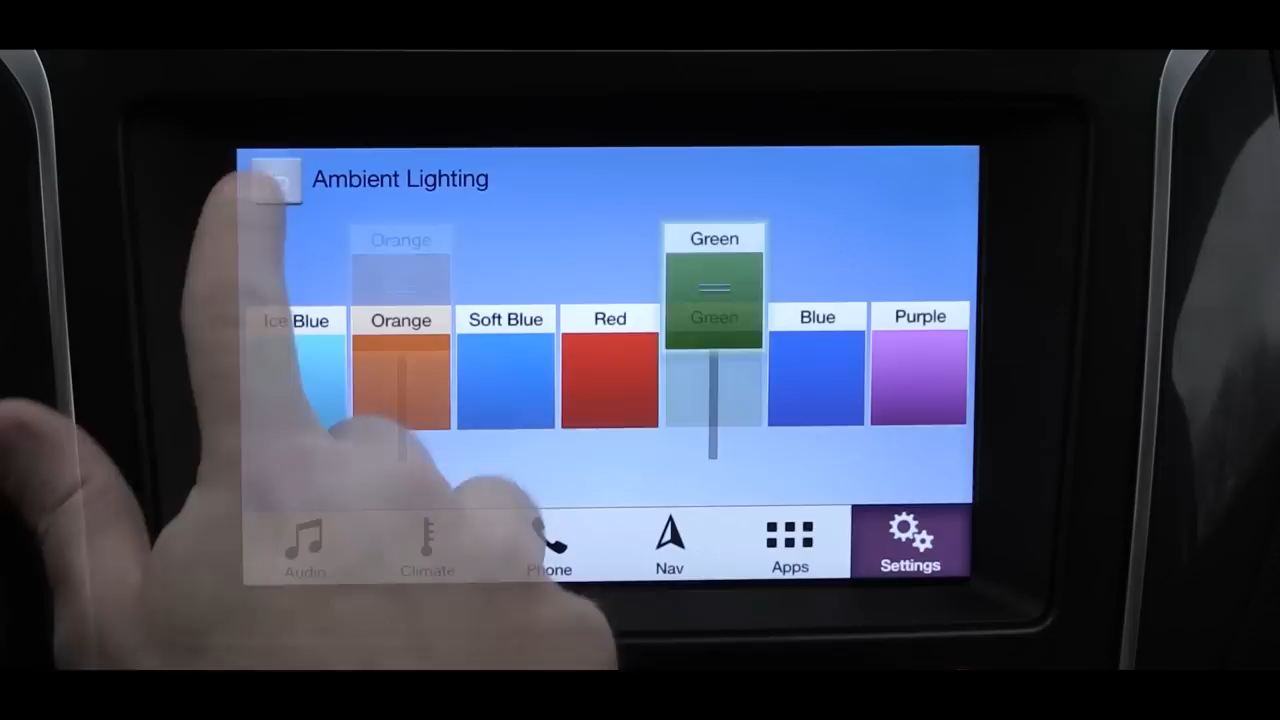 Ambient Lighting
Orange
Green
Ice Blue
Orange
Soft Blue
Red
Green
Blue
Purple
Audio
Climate
Phone
Nav
Apps
Settings